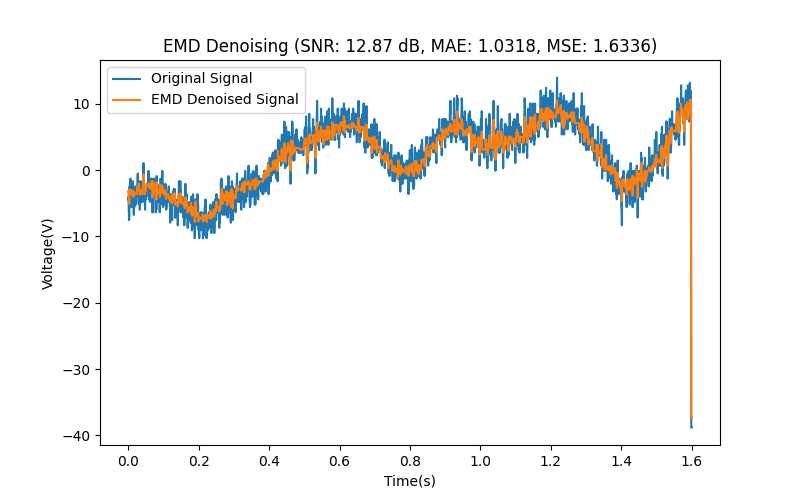 EMD Denoising (SNR: 12.87 dB, MAE: 1.0318, MSE: 1.6336)
Original Signal
EMD Denoised Signal
10
0
−10
−20
−30
−40
Voltage(V)
0.0 0.2 0.4 0.6 0.8 1.0 1.2 1.4 1.6
Time(s)